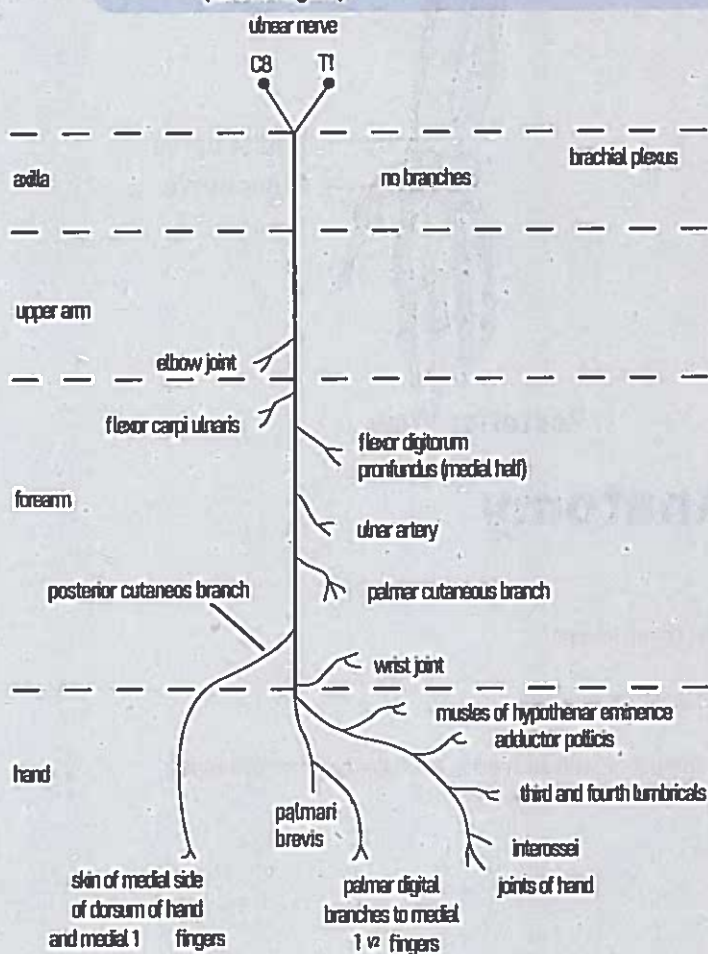 ulnear nerve
C8 T1
brachial plexus
axilla
no branches
upper arm
elbow joint
flexor carpi ulnaris
flexor digitorum
pronfundus (medial half)
forearm
ulnar artery
posterior cutaneos branch
palmar cutaneous branch
wrist joint
musles of hypothenar eminence
adductor pollicis
hand
third and fourth lumbricals
palmari
brevis
interossei
joints of hand
skin of medial side
of dorsum of hand
and medial 1 fingers
palmar digital
branches to medial
1 1/2 fingers